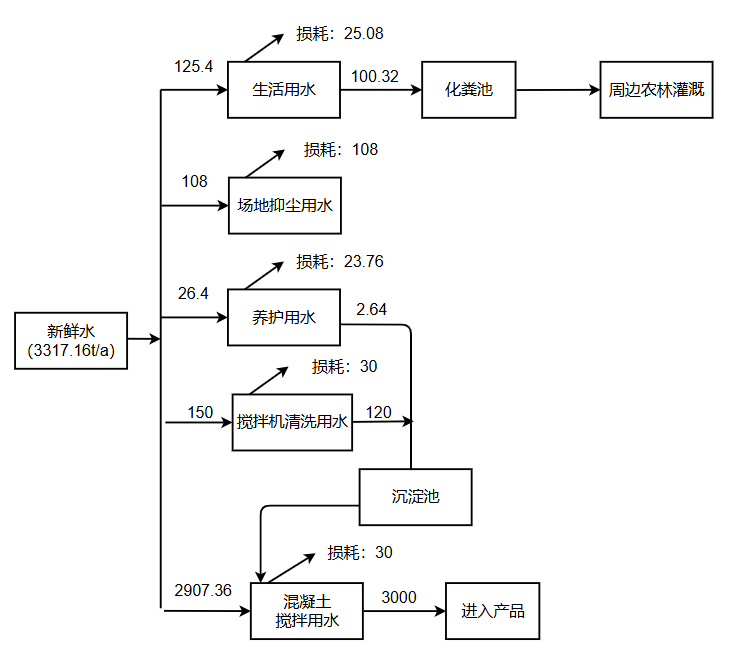 损耗：25.08
125.4
生活用水
100.32
化粪池
周边农林灌溉
损耗：108
108
场地抑尘用水
损耗：23.76
26.4
养护用水
2.64
新鲜水
（3317.16t/a）
损耗：30
150
搅拌机清洗用水
120
沉淀池
损耗：30
2907.36
混凝土
搅拌用水
3000
进入产品